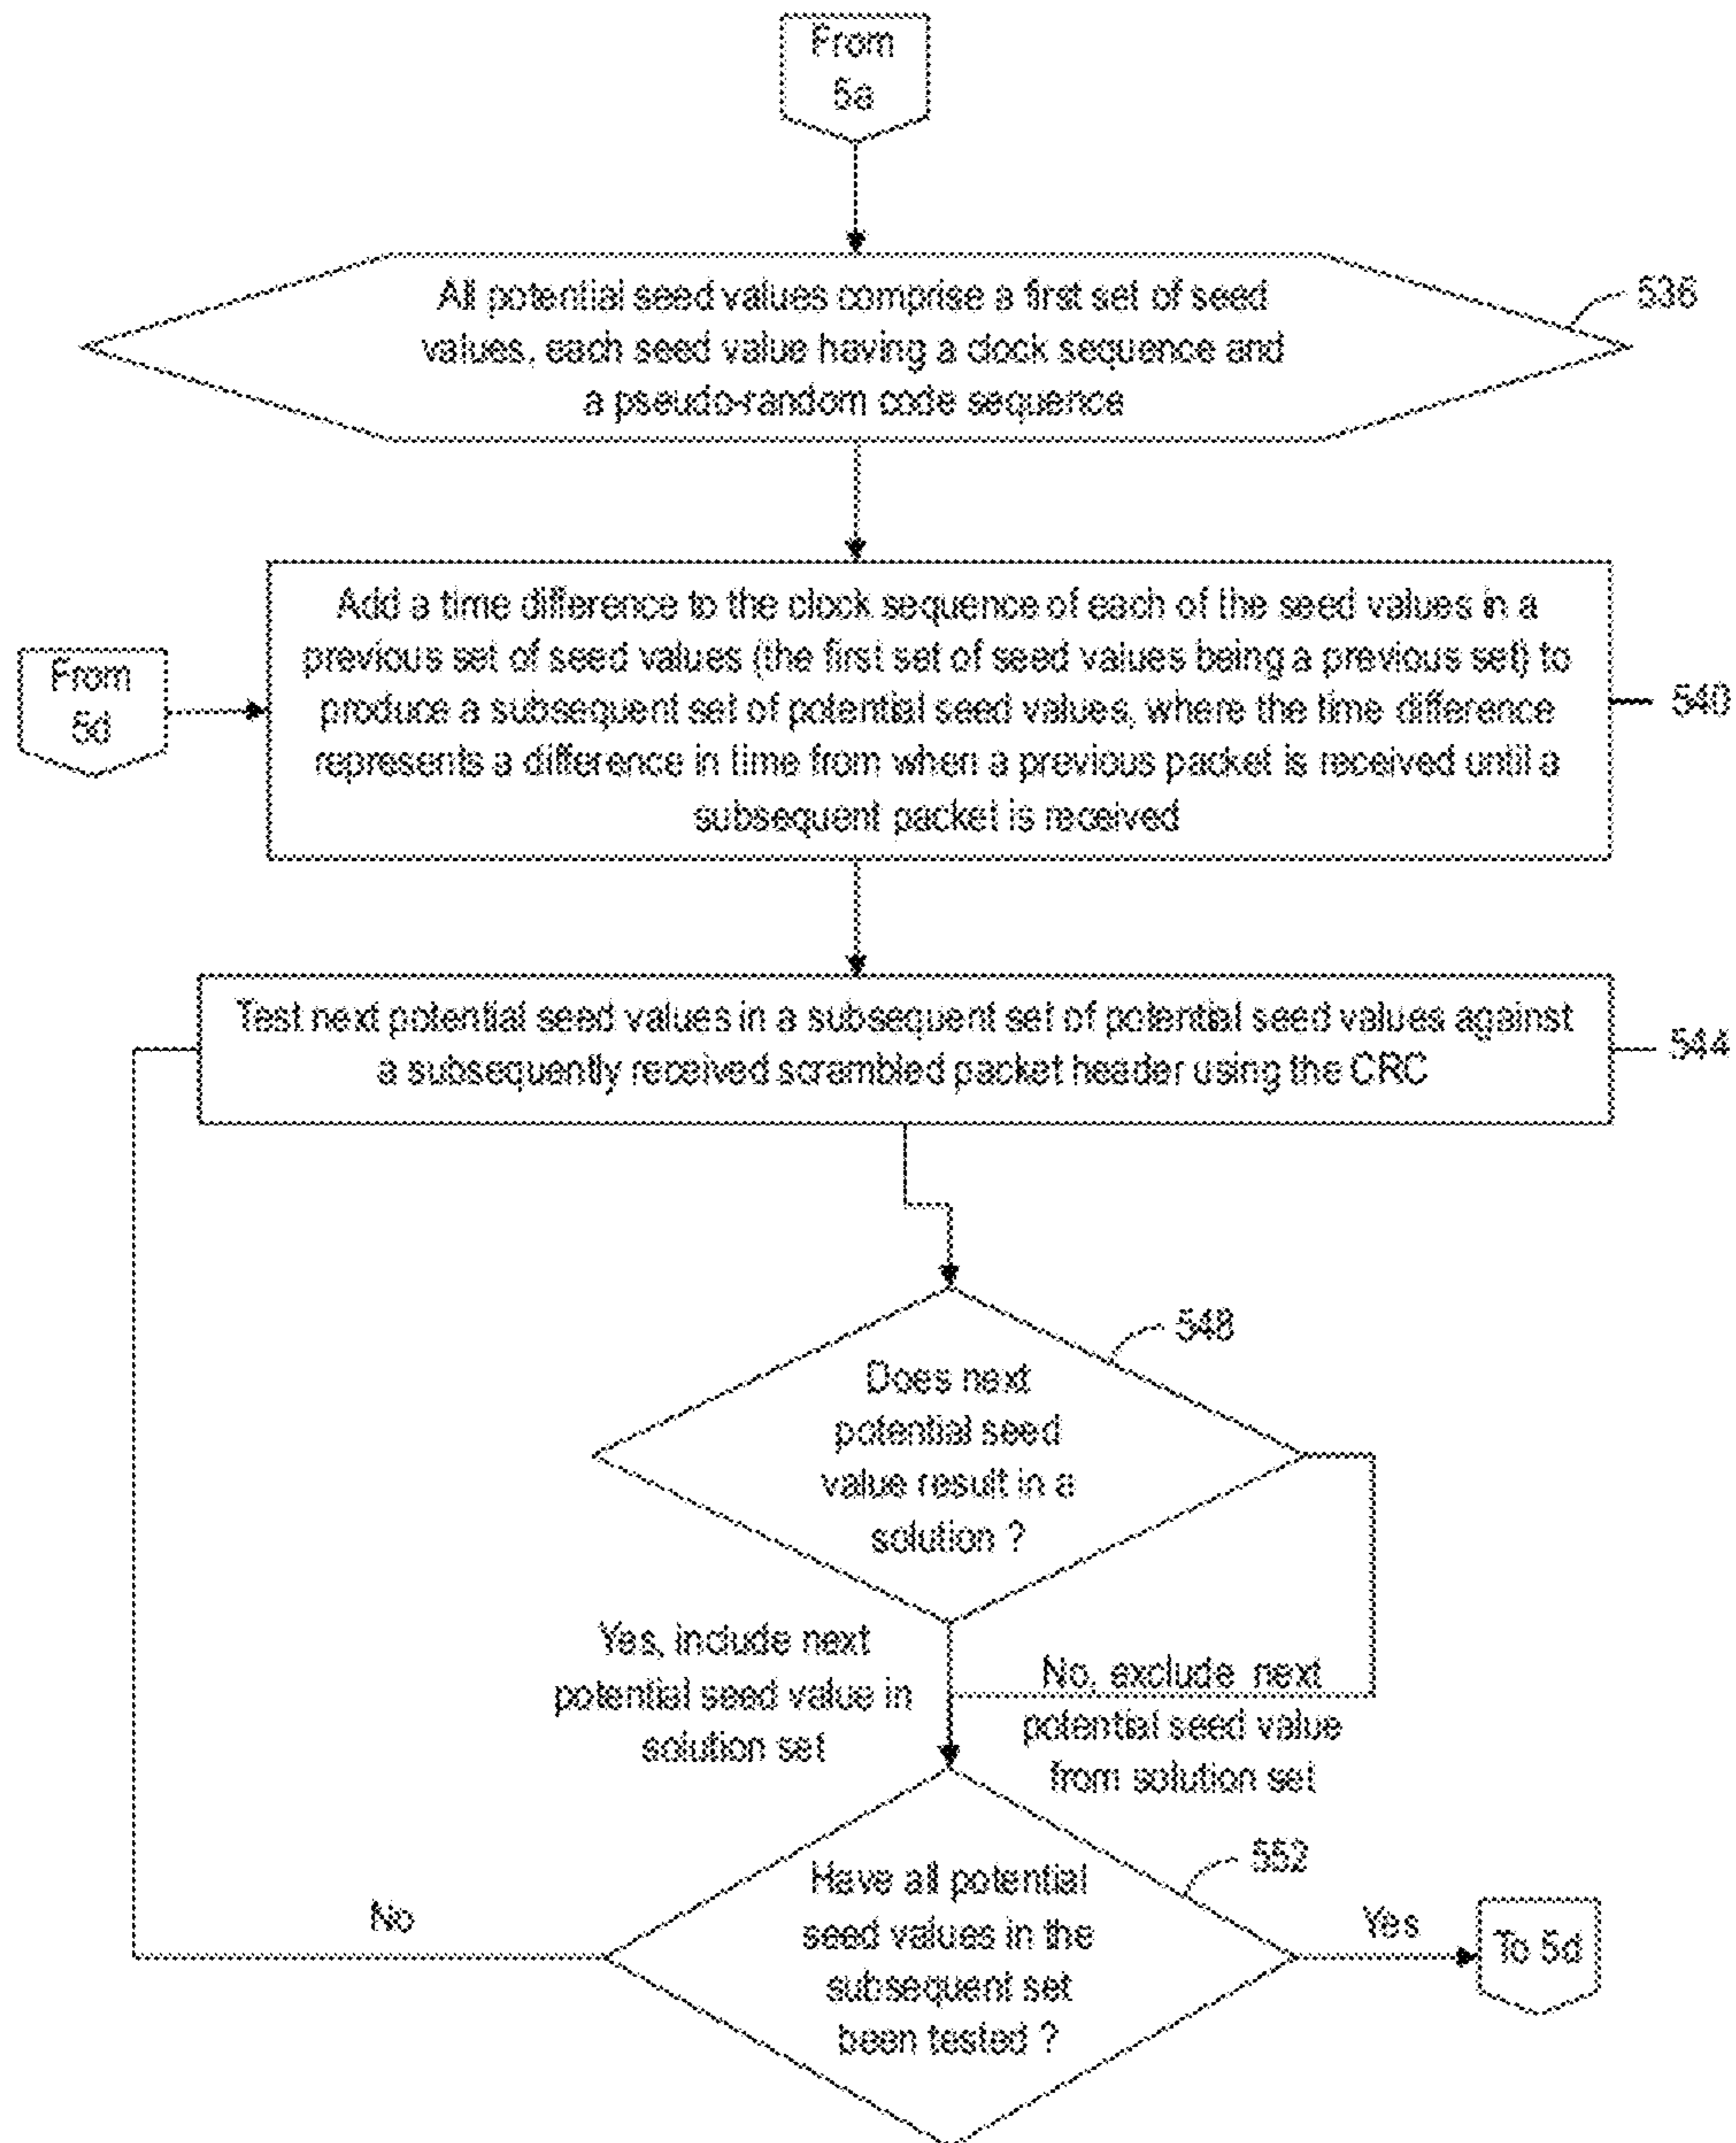 From
5a
All potential seed values comprise a first set of seed
values, each seed value having a clock sequence and
a pseudo-random code sequence
536
Add a time difference to the clock sequence of each of the seed values in a
previous set of seed values (the first set of seed values being a previous set) to
produce a subsequent set of potential seed values, where the time difference
represents a difference in time from when a previous packet is received until a
subsequent packet is received
From
5d
540
Test next potential seed values in a subsequent set of potential seed values against
a subsequently received scrambled packet header using the CRC
544
548
Does next
potential seed
value result in a
solution ?
Yes, include next
potential seed value in
solution set
No, exclude next
potential seed value
from solution set
552
Have all potential
seed values in the
subsequent set
been tested ?
No
Yes
To 5d